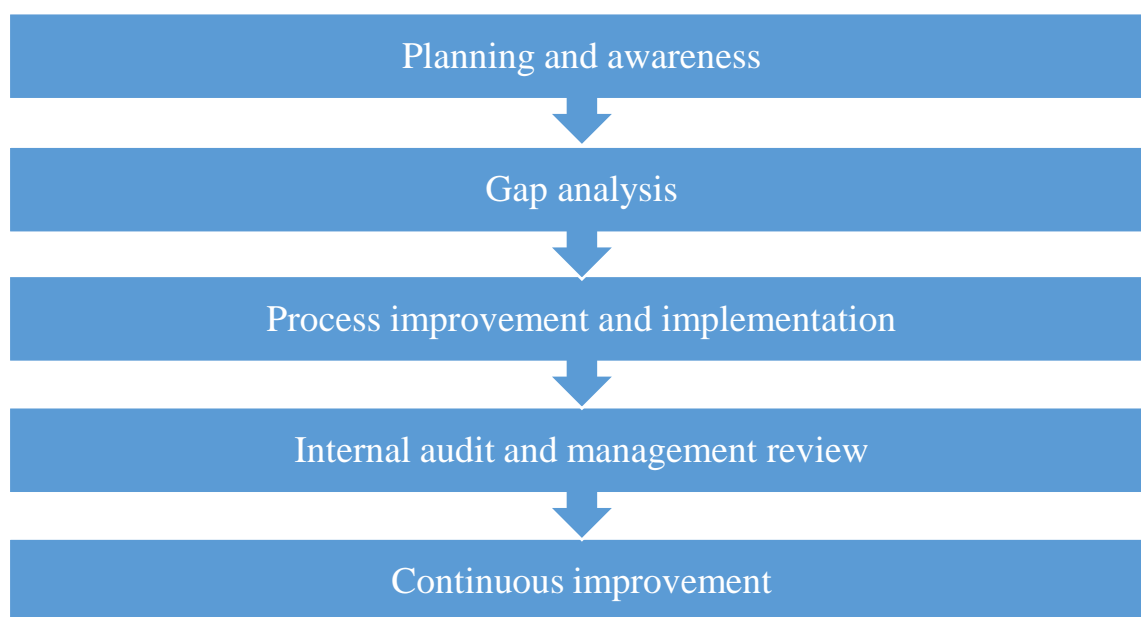 Planning and awareness
Gap analysis
Process improvement and implementation
Internal audit and management review
Continuous improvement